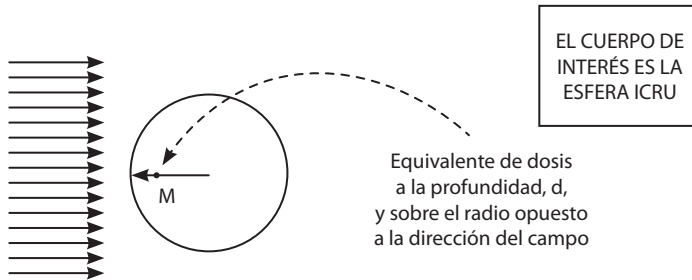 EL CUERPO DE
INTERÉS ES LA
ESFERA ICRU
M
Equivalente de dosis
a la profundidad, d,
y sobre el radio opuesto
a la dirección del campo